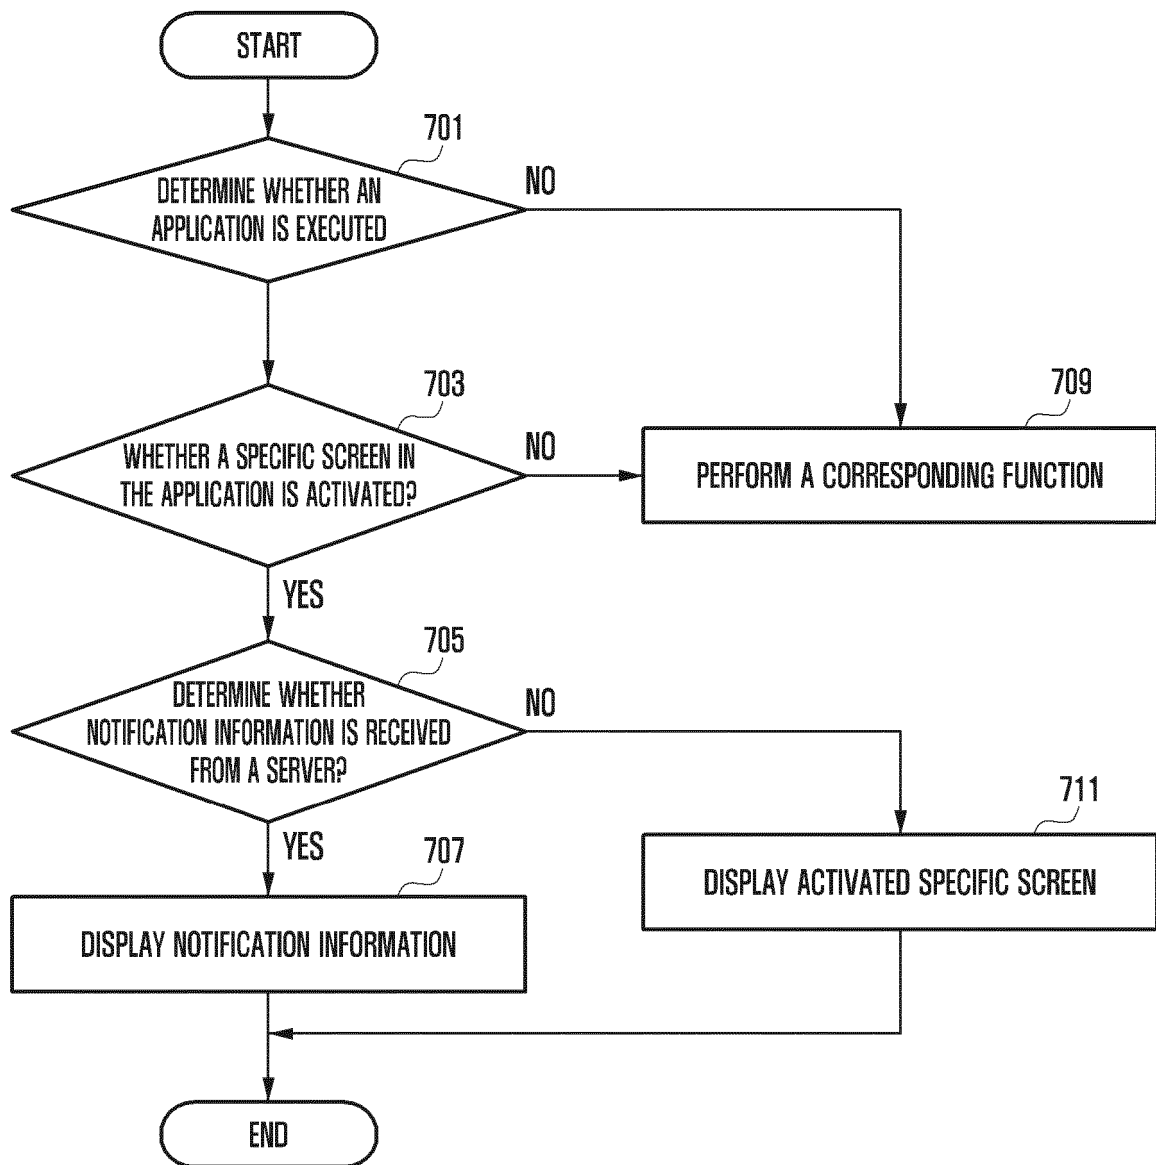 START
701
DETERMINE WHETHER AN
APPLICATION IS EXECUTED
NO
703
WHETHER A SPECIFIC SCREEN IN
THE APPLICATION IS ACTIVATED?
NO
709
PERFORM A CORRESPONDING FUNCTION
YES
705
DETERMINE WHETHER
NOTIFICATION INFORMATION IS RECEIVED
FROM A SERVER?
NO
711
DISPLAY ACTIVATED SPECIFIC SCREEN
YES
707
DISPLAY NOTIFICATION INFORMATION
END